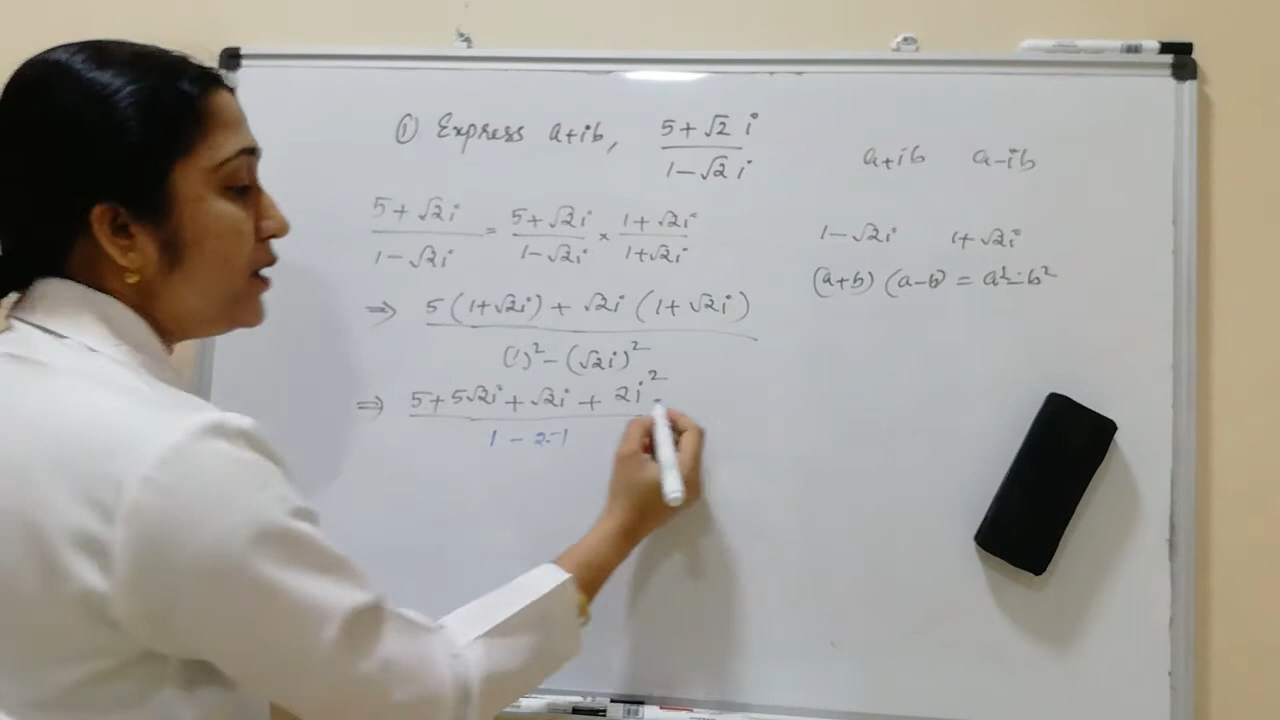 ① Express a+ib, (5+√2 i)/(1-√2 i)
a+ib a-ib
(5+√2i)/(1-√2i) = (5+√2i)/(1-√2i) × (1+√2i)/(1+√2i)
1-√2i 1+√2i
(a+b) (a-b) = a²-b²
⇒ (5(1+√2i) + √2i (1+√2i))/((1)² - (√2i)²)
⇒ (5+5√2i + √2i + 2i²)/(1 - 2.-1)